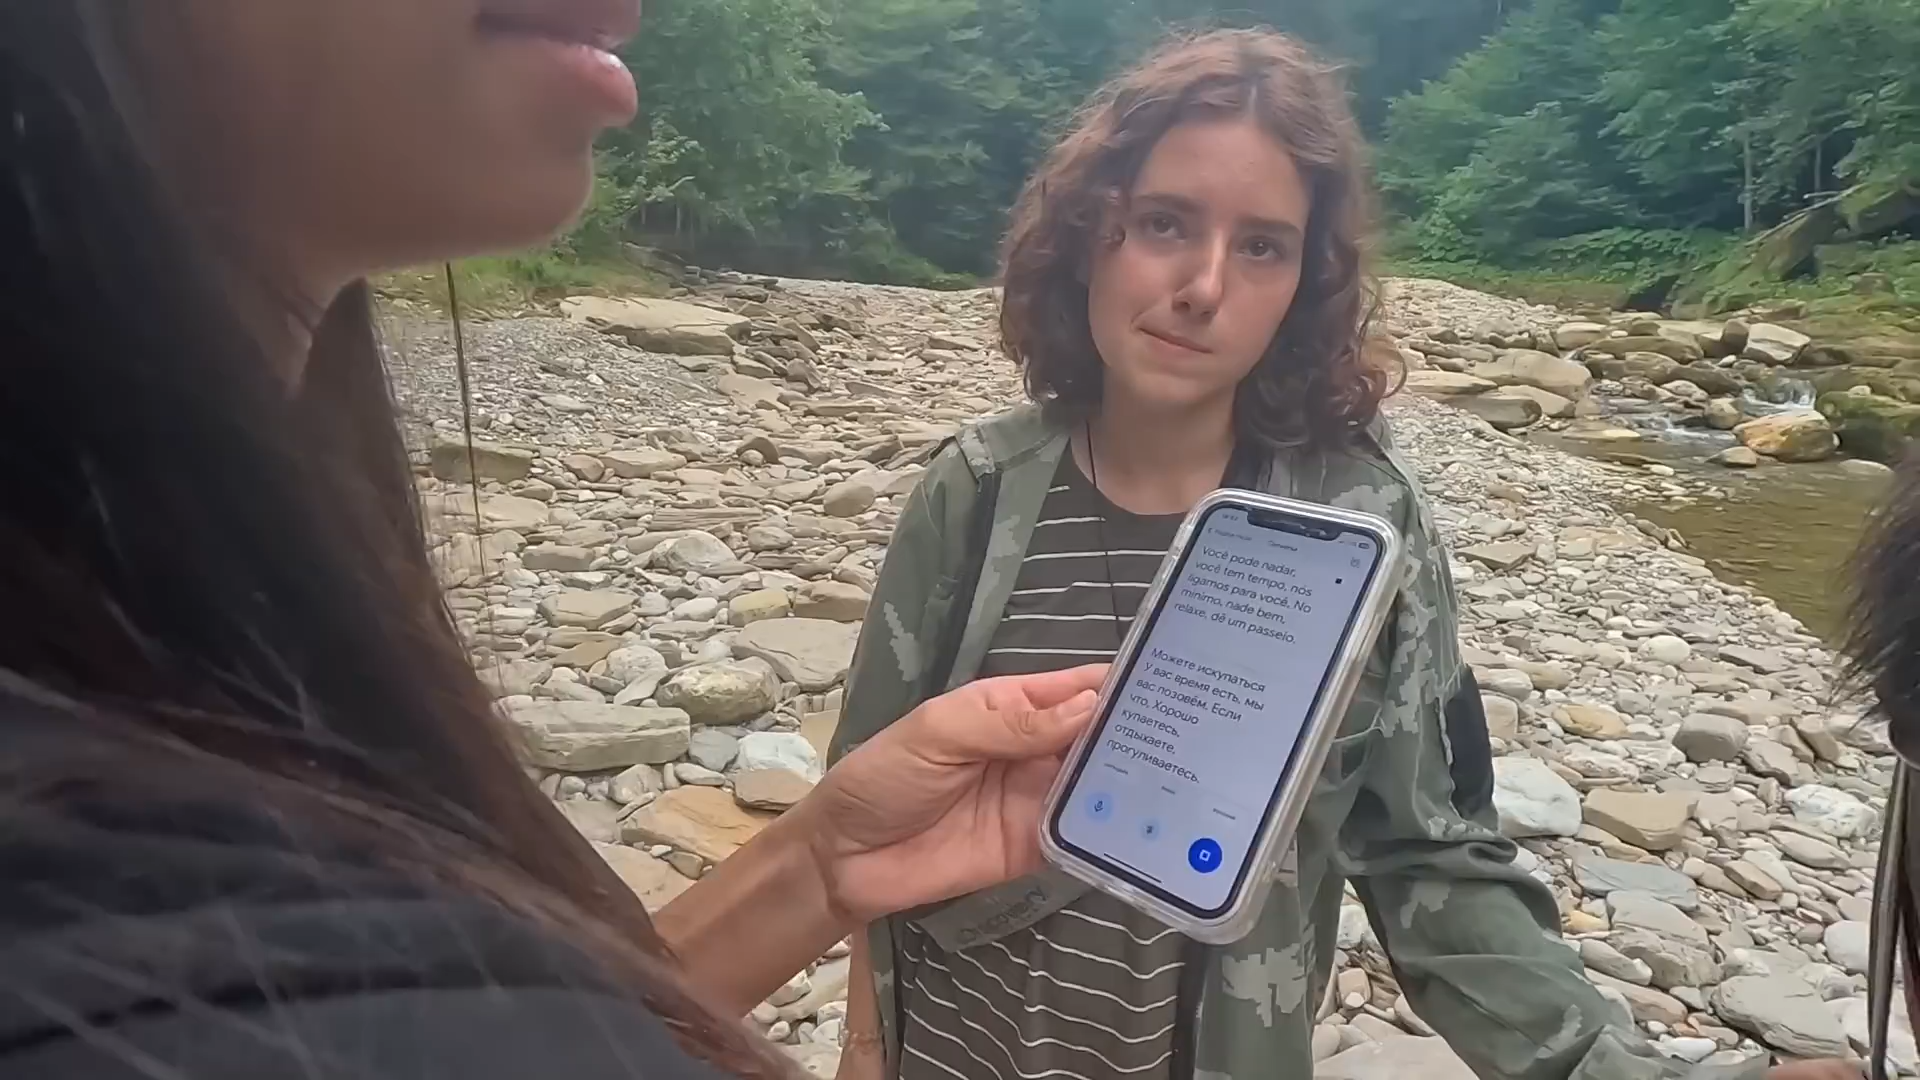 Você pode nadar,
você tem tempo, nós
ligamos para você. No
mínimo, nade bem,
relaxe, dê um passeio.
Можете искупаться
У вас время есть, мы
вас позовём. Если
что, Хорошо
купаетесь,
отдыхаете,
прогуливаетесь.